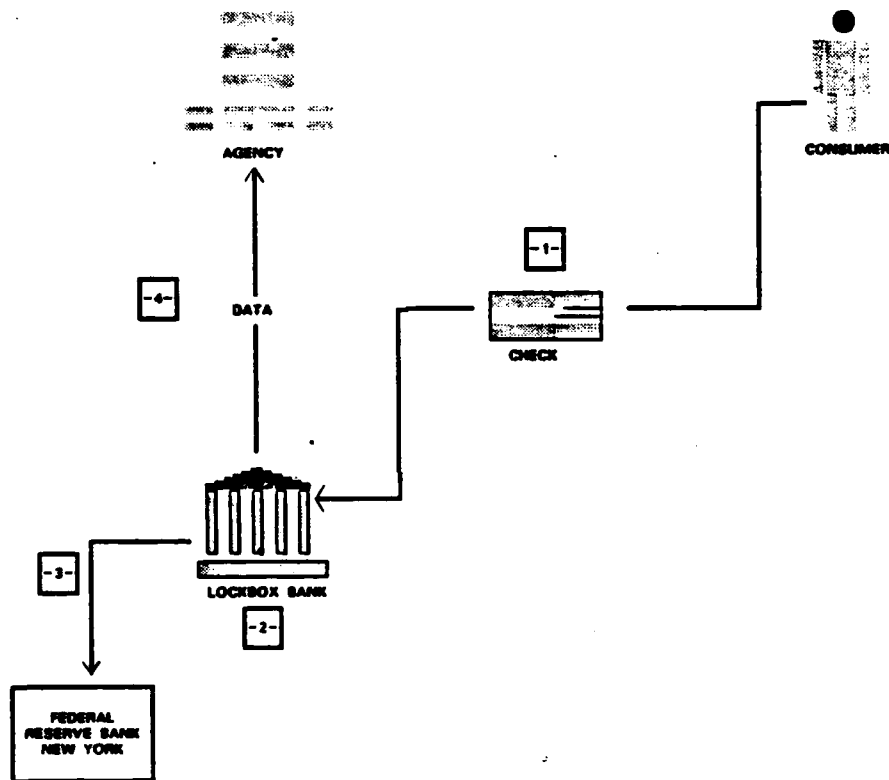 AGENCY
CONSUMER
-1-
-4-
DATA
CHECK
-3-
LOCKBOX BANK
-2-
FEDERAL
RESERVE BANK
NEW YORK